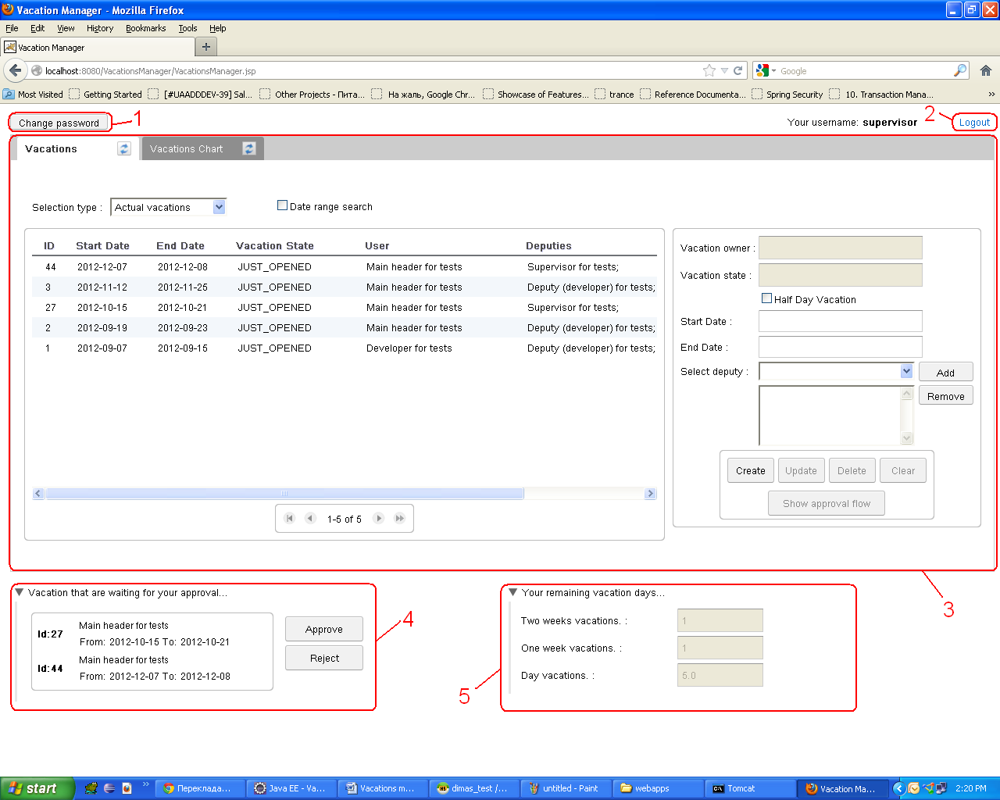 Vacation Manager - Mozilla Firefox
File Edit View History Bookmarks Tools Help
Vacation Manager
localhost:8080/VacationsManager/VacationsManager.jsp
Google
Most Visited Getting Started [#UAADDDEV-39] Sal... Other Projects - Пита... На жаль, Google Chr... Showcase of Features... trance Reference Documenta... Spring Security 10. Transaction Mana... »
Change password 1 Your username: supervisor 2 Logout
Vacations Vacations Chart
Selection type : Actual vacations Date range search
ID Start Date End Date Vacation State User Deputies
44 2012-12-07 2012-12-08 JUST_OPENED Main header for tests Supervisor for tests;
3 2012-11-12 2012-11-25 JUST_OPENED Main header for tests Deputy (developer) for tests;
27 2012-10-15 2012-10-21 JUST_OPENED Main header for tests Supervisor for tests;
2 2012-09-19 2012-09-23 JUST_OPENED Main header for tests Deputy (developer) for tests;
1 2012-09-07 2012-09-15 JUST_OPENED Developer for tests Deputy (developer) for tests;
1-5 of 5
Vacation owner :
Vacation state :
Half Day Vacation
Start Date :
End Date :
Select deputy : Add
Remove
Create Update Delete Clear
Show approval flow
3
Vacation that are waiting for your approval...
Id:27 Main header for tests
From: 2012-10-15 To: 2012-10-21
Id:44 Main header for tests
From: 2012-12-07 To: 2012-12-08
Approve
Reject
4
Your remaining vacation days...
Two weeks vacations. : 1
One week vacations. : 1
Day vacations. : 5.0
5
start » Переклада... Java EE - Va... Vacations m... HS dimas_test /... untitled - Paint webapps Tomcat Vacation Ma... 2:20 PM